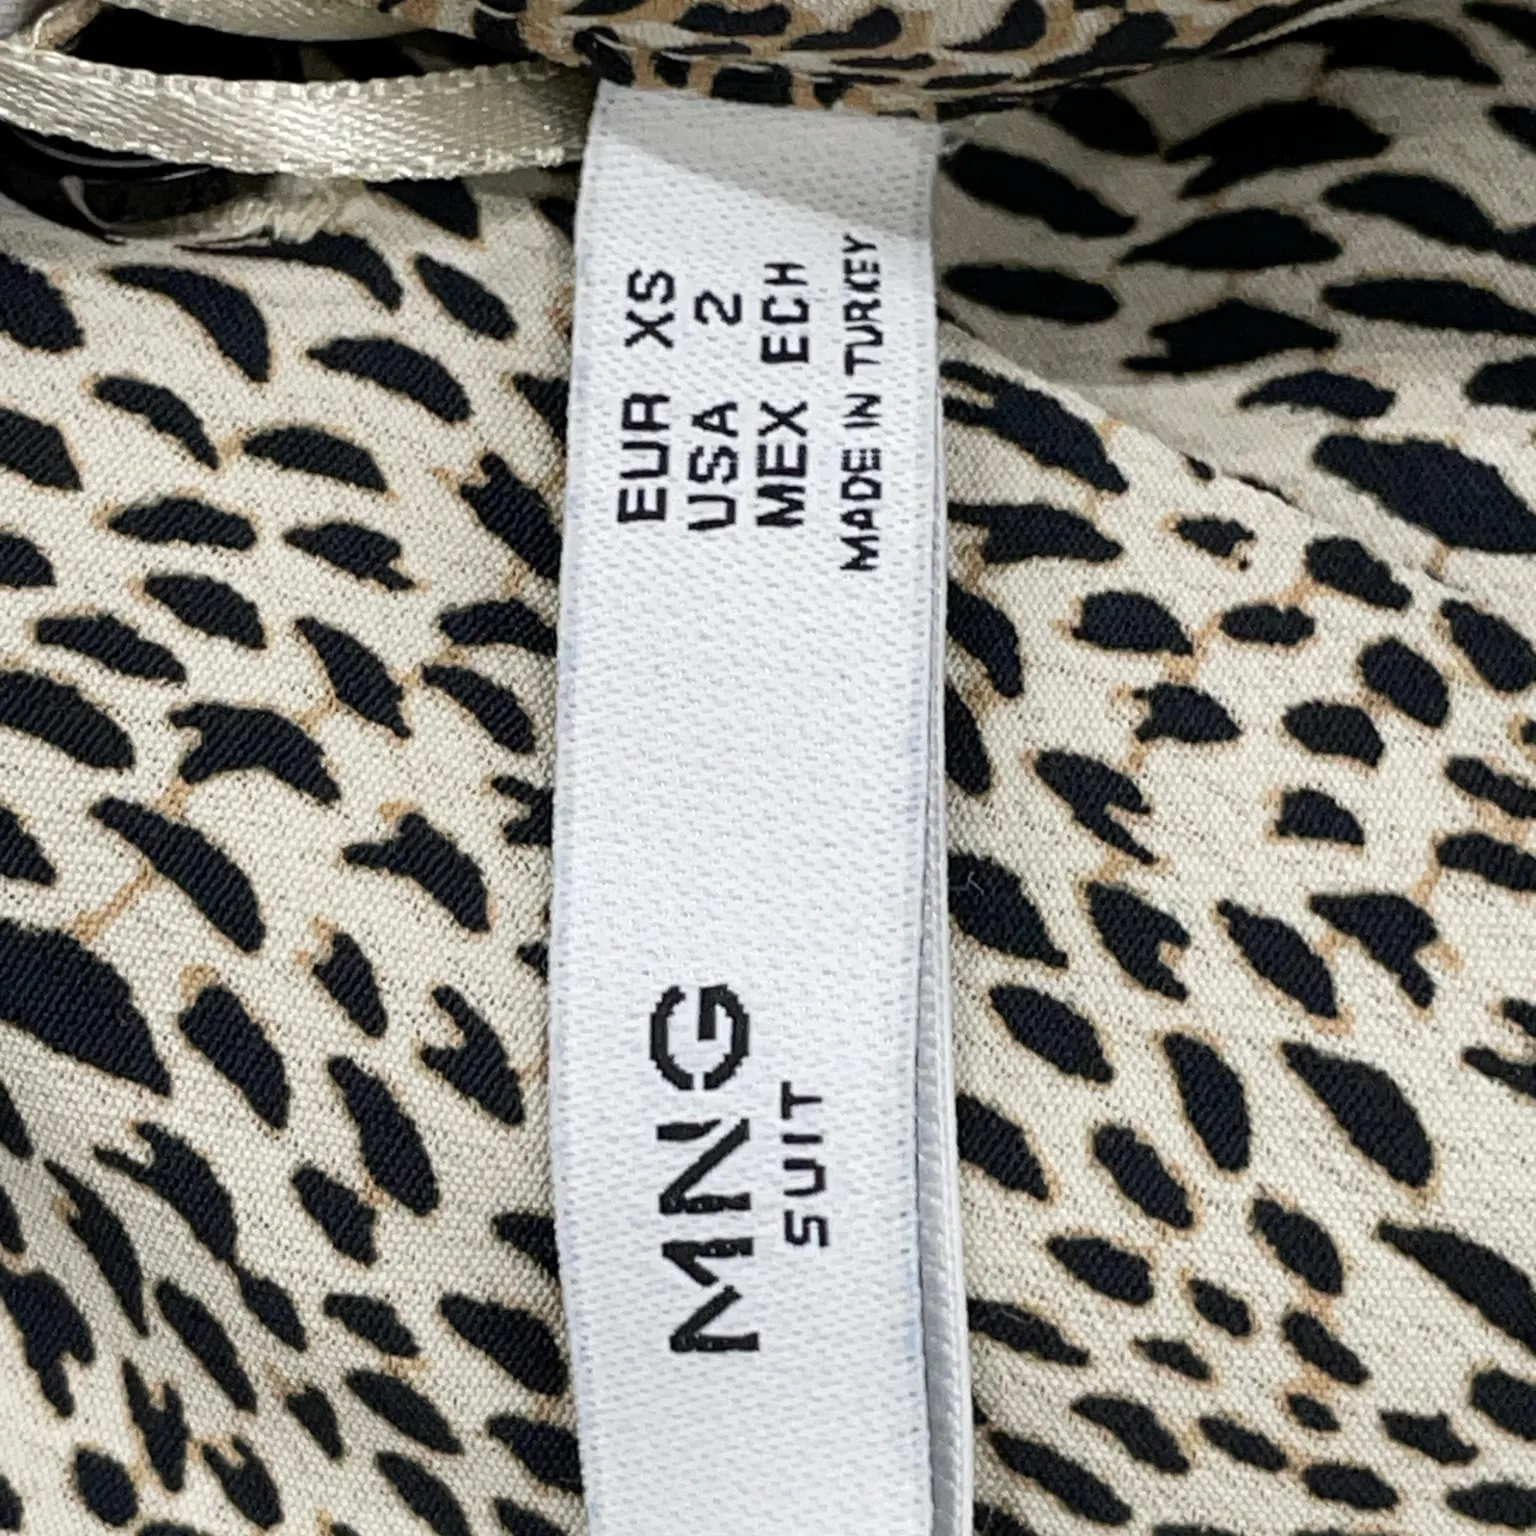 MNG
SUIT
EUR XS
USA 2
MEX ECH
MADE IN TURKEY